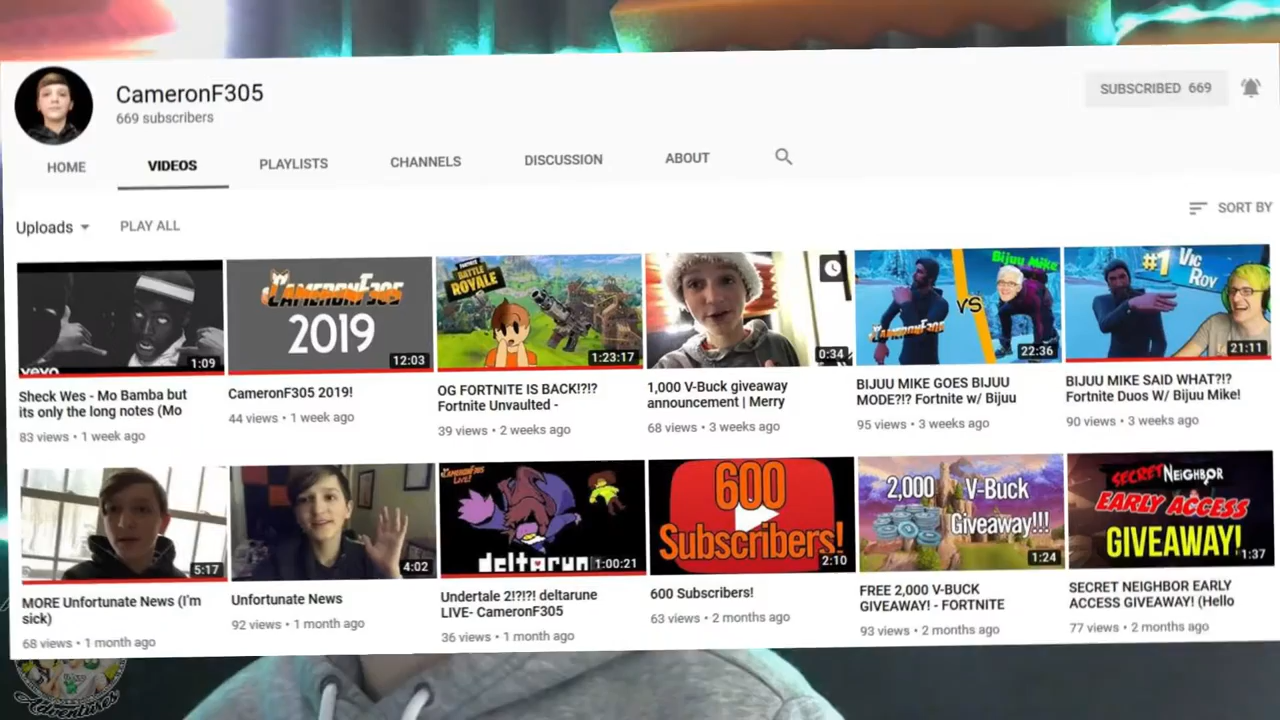 CameronF305
669 subscribers
SUBSCRIBED 669
HOME
VIDEOS
PLAYLISTS
CHANNELS
DISCUSSION
ABOUT
Uploads
PLAY ALL
SORT BY
vevo
1:09
CAMERONF305
2019
12:03
FORTNITE
BATTLE
ROYALE
1:23:17
0:34
CAMERONF305
VS
Bijuu Mike
22:36
#1 Vic
Roy
21:11
Sheck Wes - Mo Bamba but
its only the long notes (Mo
83 views • 1 week ago
CameronF305 2019!
44 views • 1 week ago
OG FORTNITE IS BACK!?!?
Fortnite Unvaulted -
39 views • 2 weeks ago
1,000 V-Buck giveaway
announcement | Merry
68 views • 3 weeks ago
BIJUU MIKE GOES BIJUU
MODE?!? Fortnite w/ Bijuu
95 views • 3 weeks ago
BIJUU MIKE SAID WHAT?!?
Fortnite Duos W/ Bijuu Mike!
90 views • 3 weeks ago
5:17
4:02
CAMERONF305
LIVE!
deltarun
1:00:21
600
Subscribers!
2:10
2,000 V-Buck
Giveaway!!!
1:24
SECRET NEIGHBOR
EARLY ACCESS
GIVEAWAY!
1:37
MORE Unfortunate News (I'm
sick)
68 views • 1 month ago
Unfortunate News
92 views • 1 month ago
Undertale 2!?!?! deltarune
LIVE- CameronF305
36 views • 1 month ago
600 Subscribers!
63 views • 2 months ago
FREE 2,000 V-BUCK
GIVEAWAY! - FORTNITE
93 views • 2 months ago
SECRET NEIGHBOR EARLY
ACCESS GIVEAWAY! (Hello
77 views • 2 months ago
Adventures